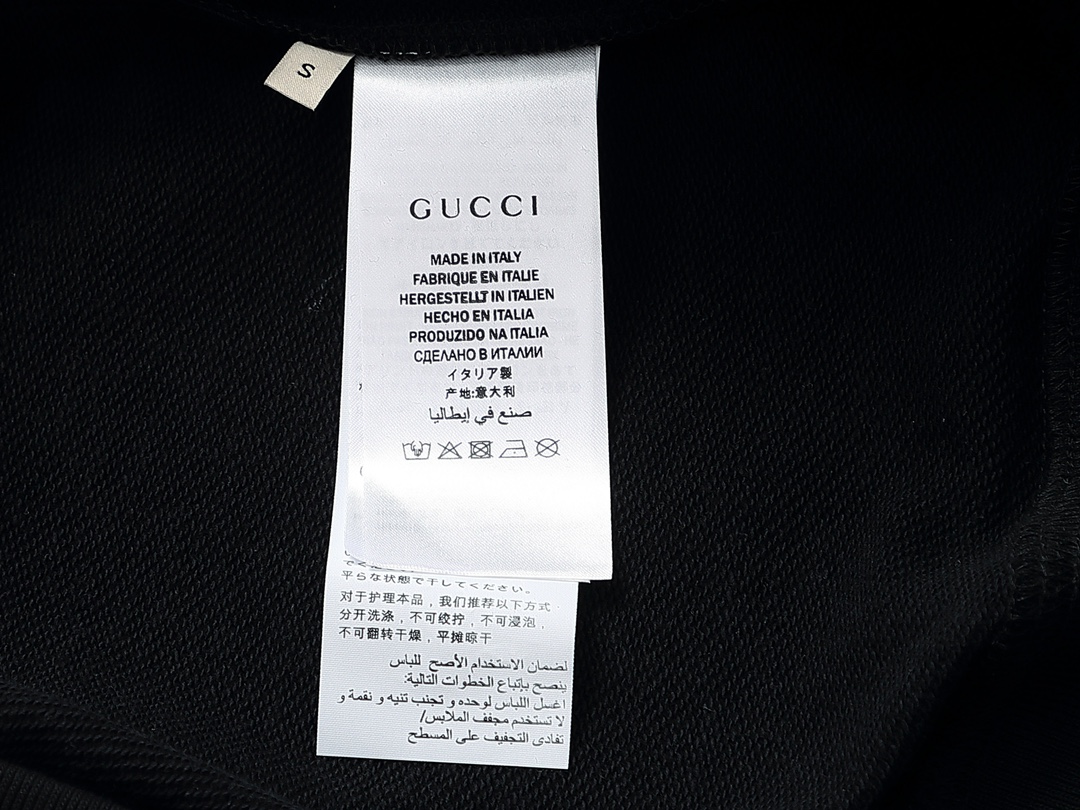 S
GUCCI
MADE IN ITALY
FABRIQUE EN ITALIE
HERGESTELLT IN ITALIEN
HECHO EN ITALIA
PRODUZIDO NA ITALIA
СДЕЛАНО В ИТАЛИИ
イタリア製
产地:意大利
صنع في إيطاليا
平らな状態で干してください。
对于护理本品，我们推荐以下方式
分开洗涤，不可绞拧，不可浸泡，
不可翻转干燥，平摊晾干
لضمان الاستخدام الأصح للباس
ينصح بإتباع الخطوات التالية:
اغسل اللباس لوحده و تجنب تنيه و نقمة و
لا تستخدم مجفف الملابس/
تفادى التجفيف على المسطح